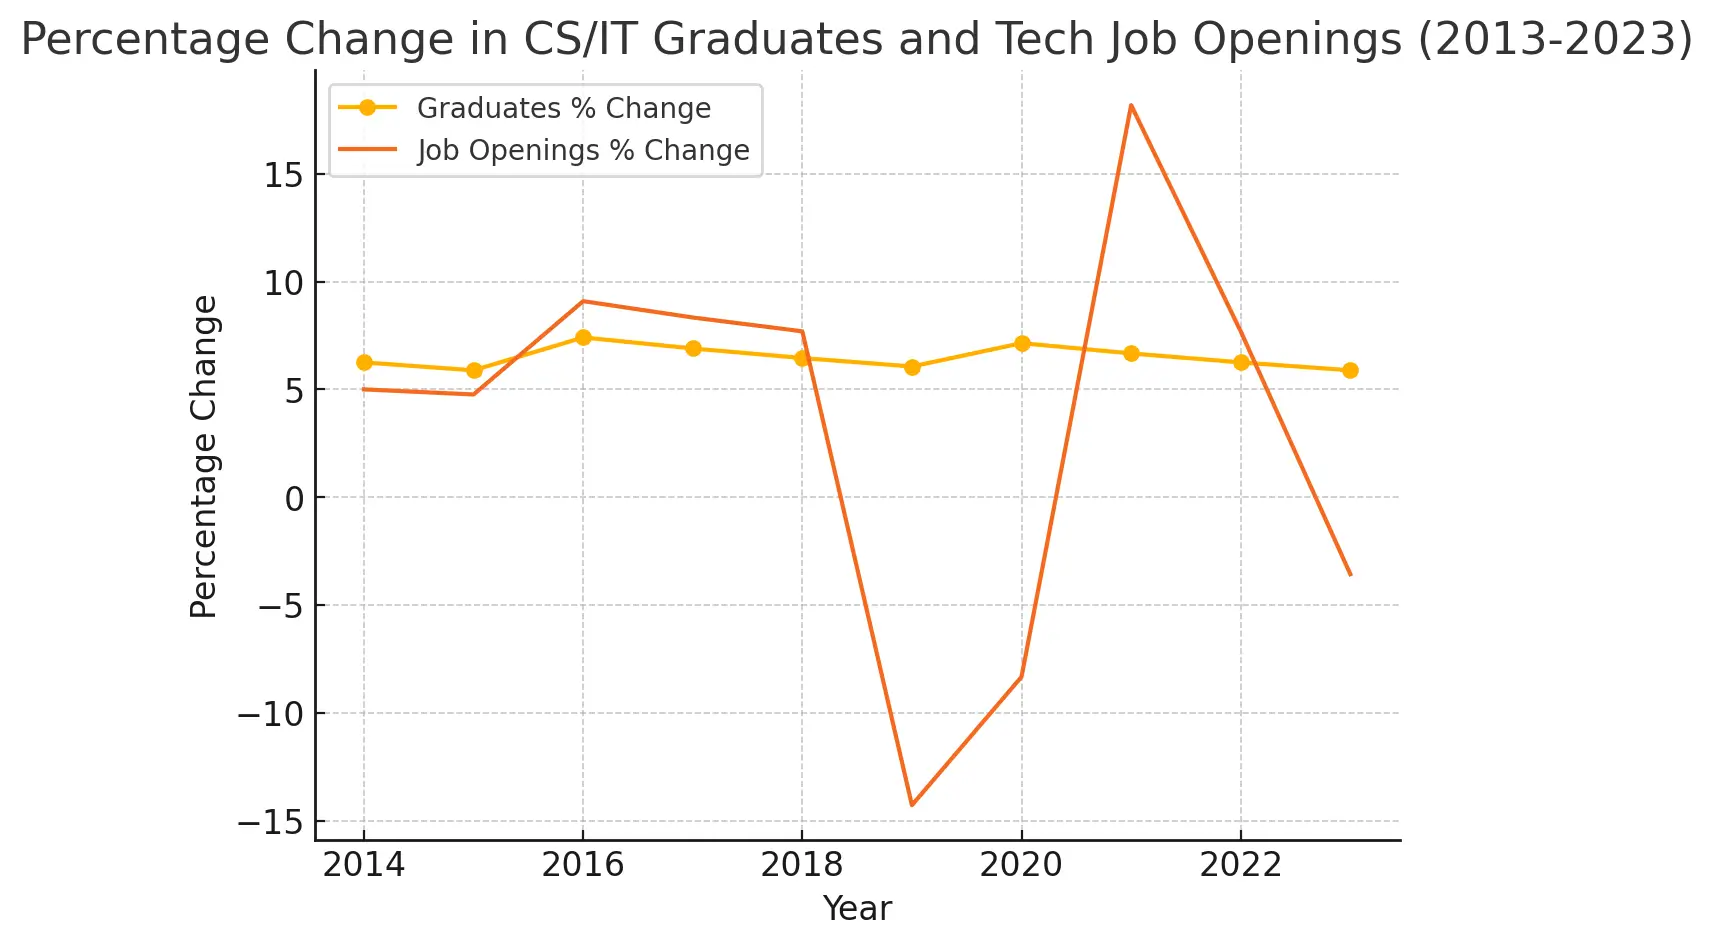 Percentage Change in CS/IT Graduates and Tech Job Openings (2013-2023)
Graduates % Change
Job Openings % Change
15
10
5
0
−5
−10
−15
Percentage Change
2014 2016 2018 2020 2022
Year